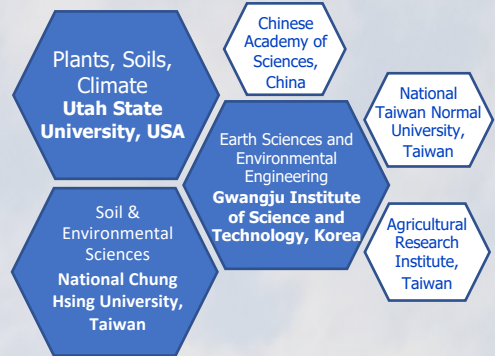 Plants, Soils,
Climate
Utah State
University, USA
Chinese
Academy of
Sciences,
China
National
Taiwan Normal
University,
Taiwan
Earth Sciences and
Environmental
Engineering
Gwangju Institute
of Science and
Technology, Korea
Soil &
Environmental
Sciences
National Chung
Hsing University,
Taiwan
Agricultural
Research
Institute,
Taiwan